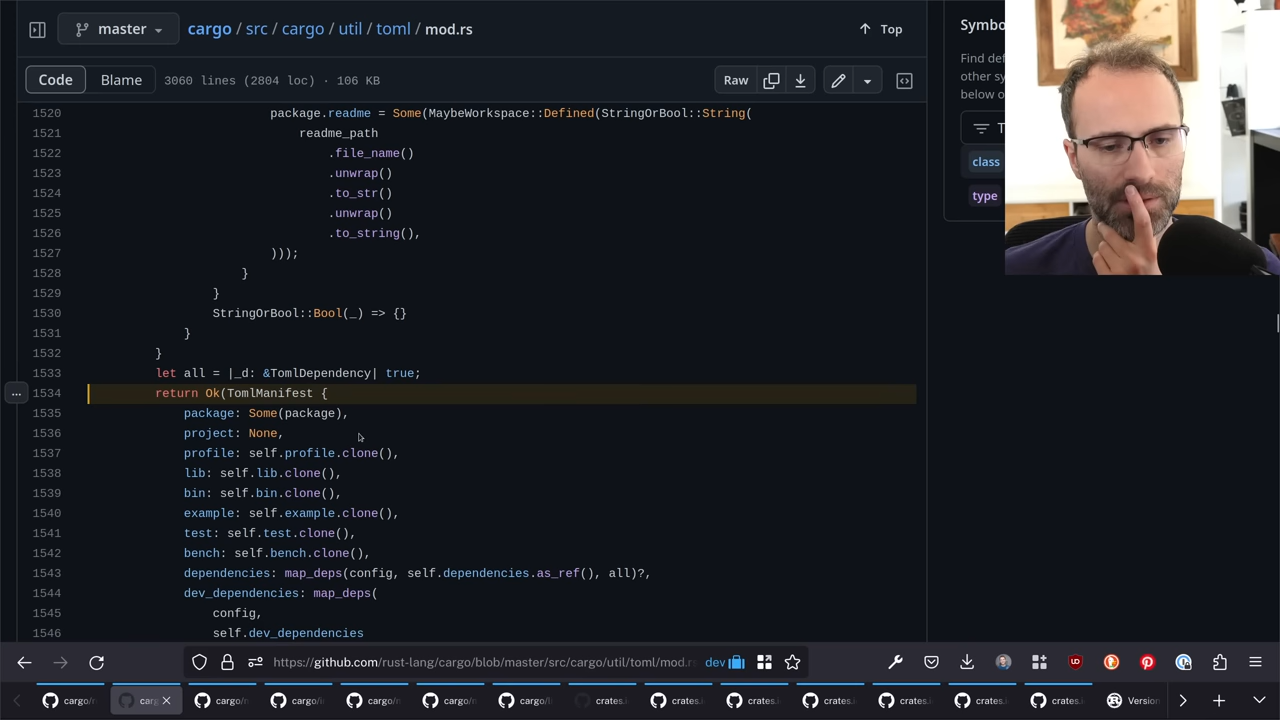 master
cargo / src / cargo / util / toml / mod.rs
Top
Code
Blame
3060 lines (2804 loc) · 106 KB
Raw
Symbo
Find def
other sy
below o
class
type
1520 package.readme = Some(MaybeWorkspace::Defined(StringOrBool::String(
1521 readme_path
1522 .file_name()
1523 .unwrap()
1524 .to_str()
1525 .unwrap()
1526 .to_string(),
1527 )));
1528 }
1529 }
1530 StringOrBool::Bool(_) => {}
1531 }
1532 }
1533 let all = |_d: &TomlDependency| true;
1534 return Ok(TomlManifest {
1535 package: Some(package),
1536 project: None,
1537 profile: self.profile.clone(),
1538 lib: self.lib.clone(),
1539 bin: self.bin.clone(),
1540 example: self.example.clone(),
1541 test: self.test.clone(),
1542 bench: self.bench.clone(),
1543 dependencies: map_deps(config, self.dependencies.as_ref(), all)?,
1544 dev_dependencies: map_deps(
1545 config,
1546 self.dev_dependencies
https://github.com/rust-lang/cargo/blob/master/src/cargo/util/toml/mod.rs
dev
cargo/
carg
cargo/r
cargo/
cargo/r
cargo/r
cargo/
crates.
crates.
crates.
crates.
crates.
crates.
Version